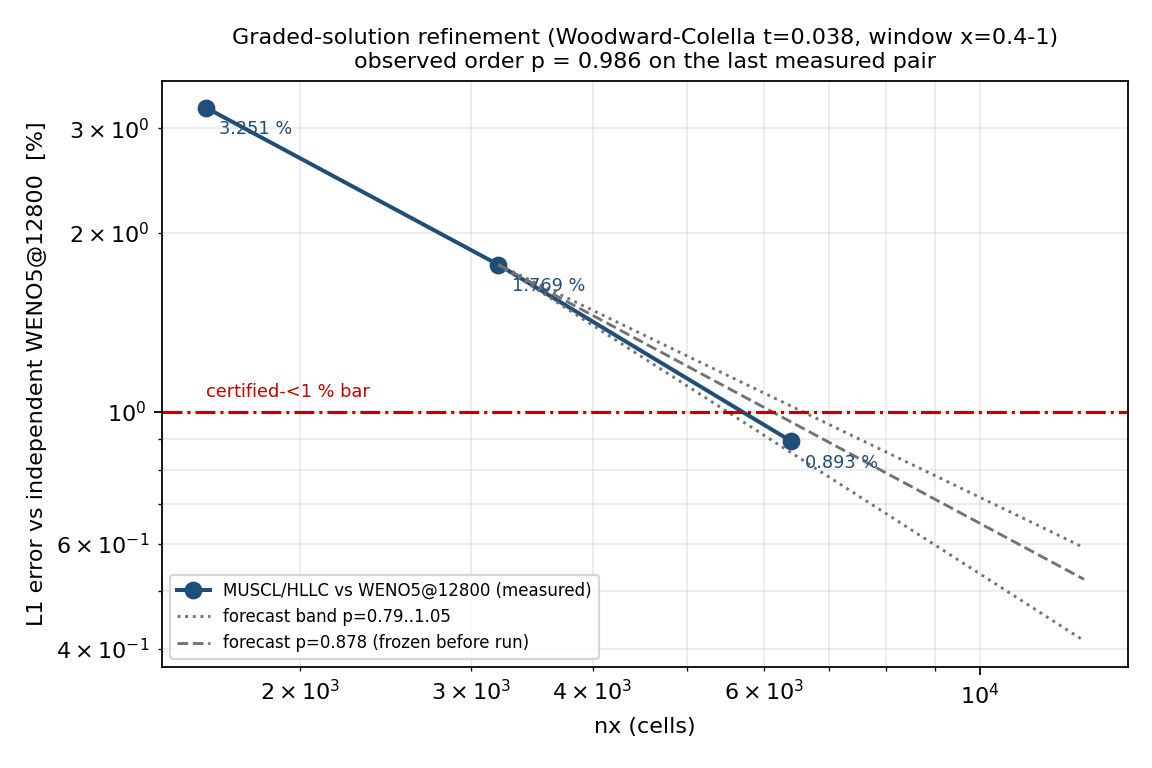 Graded-solution refinement (Woodward-Colella t=0.038, window x=0.4-1)
observed order p = 0.986 on the last measured pair
L1 error vs independent WENO5@12800 [%]
3 × 10⁰
2 × 10⁰
10⁰
6 × 10⁻¹
4 × 10⁻¹
3.251 %
1.769 %
certified-<1 % bar
0.893 %
MUSCL/HLLC vs WENO5@12800 (measured)
forecast band p=0.79..1.05
forecast p=0.878 (frozen before run)
2 × 10³
3 × 10³
4 × 10³
6 × 10³
10⁴
nx (cells)